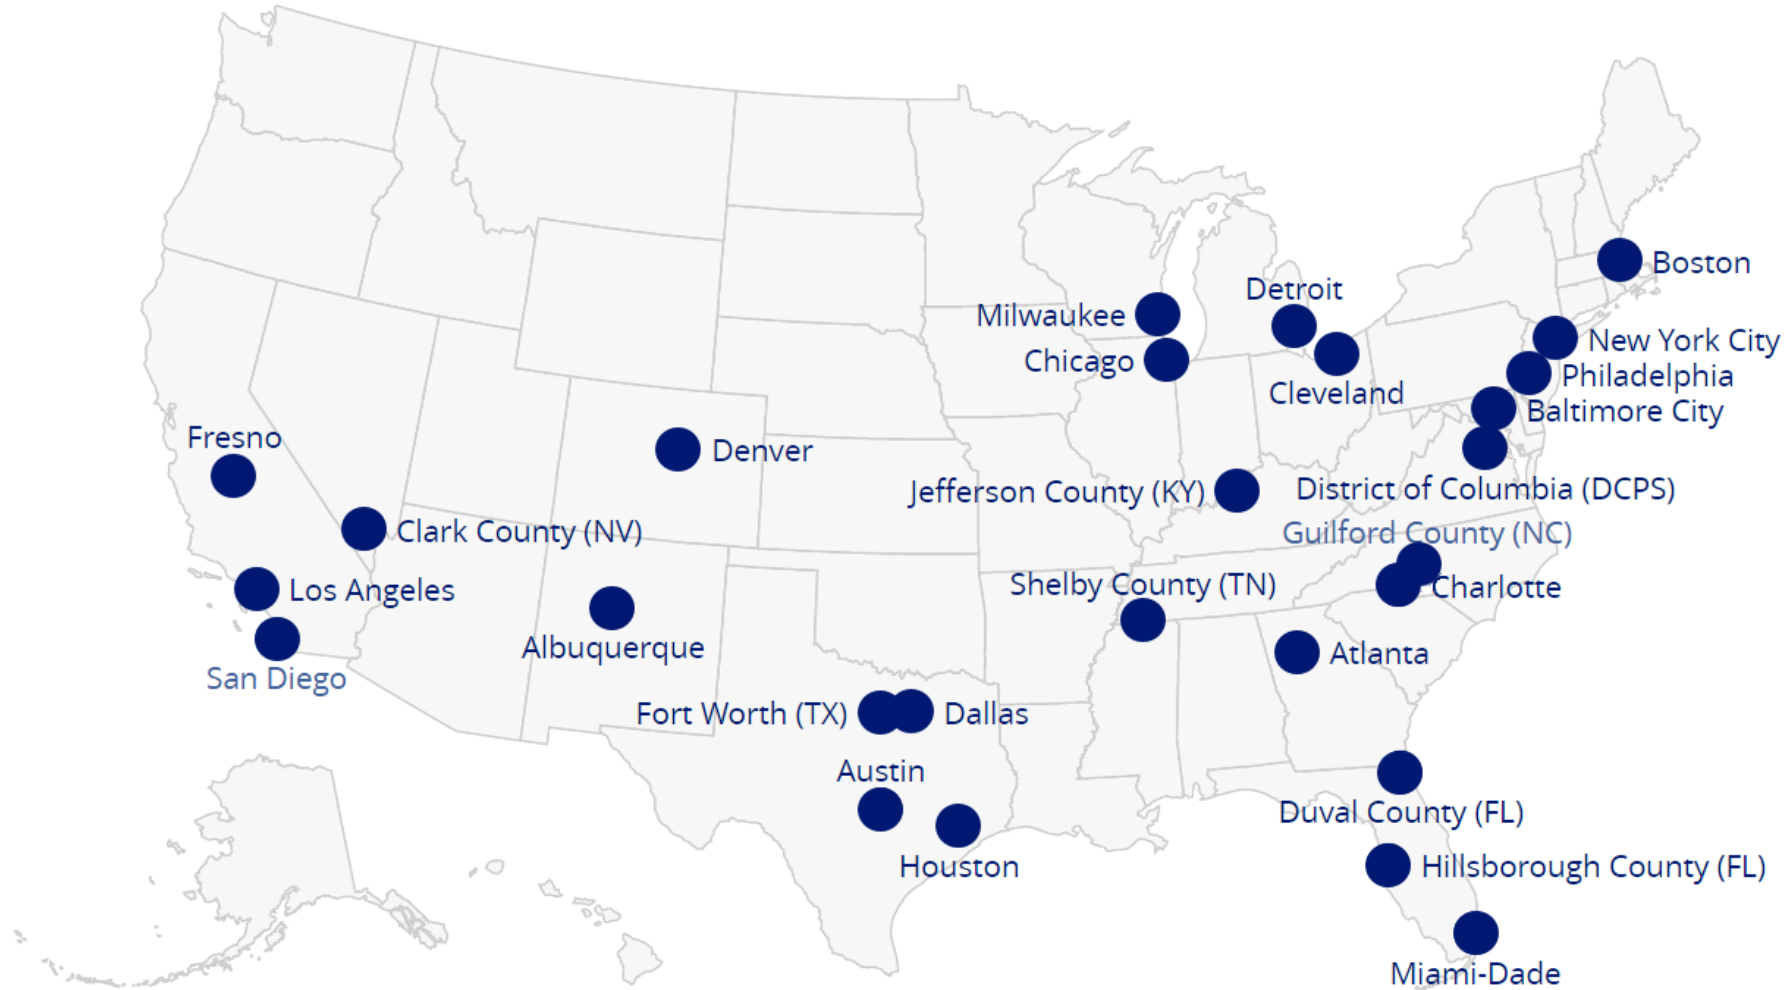 Boston
Detroit
Milwaukee
New York City
Chicago
Philadelphia
Cleveland
Baltimore City
Fresno
Denver
Jefferson County (KY)
District of Columbia (DCPS)
Clark County (NV)
Guilford County (NC)
Shelby County (TN)
Charlotte
Los Angeles
Albuquerque
Atlanta
San Diego
Fort Worth (TX)
Dallas
Austin
Duval County (FL)
Houston
Hillsborough County (FL)
Miami-Dade